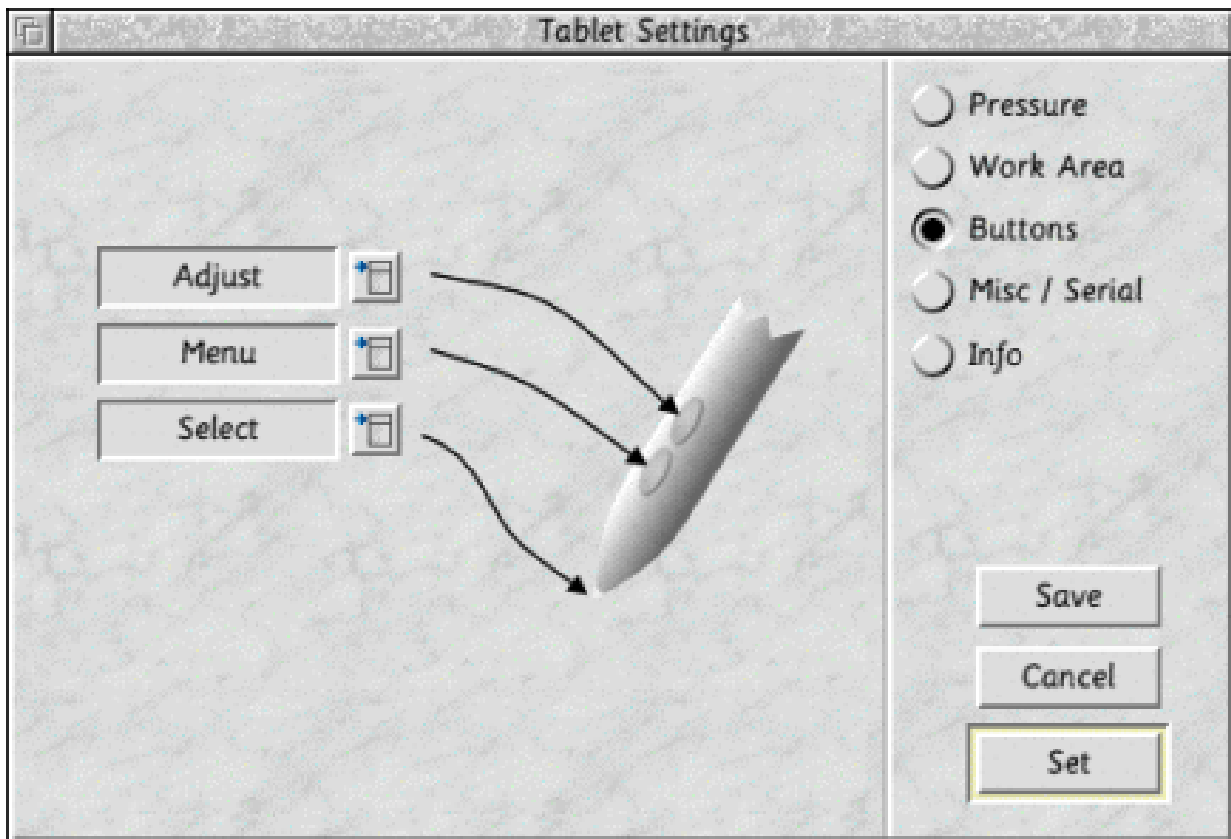 Tablet Settings
Adjust
Menu
Select
Pressure
Work Area
Buttons
Misc / Serial
Info
Save
Cancel
Set